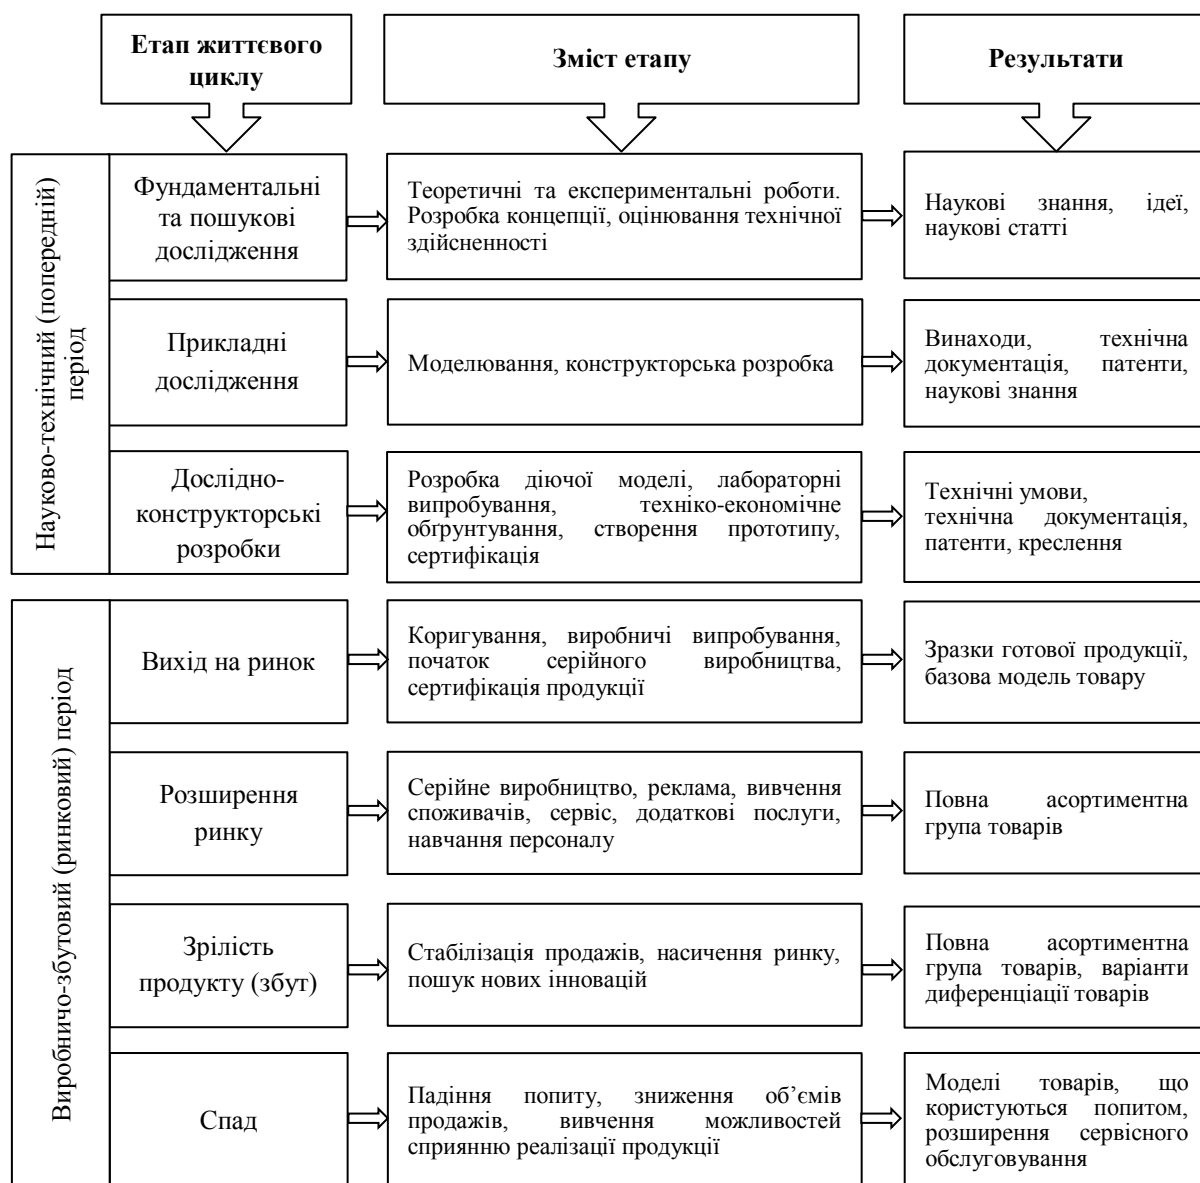 Етап життєвого
циклу
Зміст етапу
Результати
Науково-технічний (попередній)
період
Фундаментальні
та пошукові
дослідження
Теоретичні та експериментальні роботи.
Розробка концепції, оцінювання технічної
здійсненності
Наукові знання, ідеї,
наукові статті
Прикладні
дослідження
Моделювання, конструкторська розробка
Винаходи, технічна
документація, патенти,
наукові знання
Дослідно-
конструкторські
розробки
Розробка діючої моделі, лабораторні
випробування, техніко-економічне
обґрунтування, створення прототипу,
сертифікація
Технічні умови,
технічна документація,
патенти, креслення
Виробничо-збутовий (ринковий) період
Вихід на ринок
Коригування, виробничі випробування,
початок серійного виробництва,
сертифікація продукції
Зразки готової продукції,
базова модель товару
Розширення
ринку
Серійне виробництво, реклама, вивчення
споживачів, сервіс, додаткові послуги,
навчання персоналу
Повна асортиментна
група товарів
Зрілість
продукту (збут)
Стабілізація продажів, насичення ринку,
пошук нових інновацій
Повна асортиментна
група товарів, варіанти
диференціації товарів
Спад
Падіння попиту, зниження об’ємів
продажів, вивчення можливостей
сприянню реалізації продукції
Моделі товарів, що
користуються попитом,
розширення сервісного
обслуговування